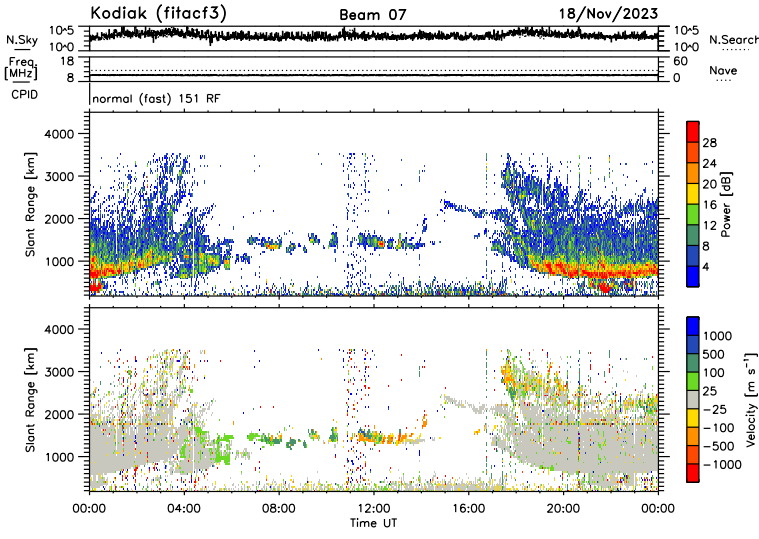 Kodiak (fitacf3) Beam 07 18/Nov/2023
N.Sky 10^5 10^0 10^5 10^0 N.Search
Freq. [MHz] 18 8 60 0 Nave
CPID normal (fast) 151 RF
Slant Range [km] 4000 3000 2000 1000
28 24 20 16 12 8 4 Power [dB]
Slant Range [km] 4000 3000 2000 1000
1000 500 100 25 -25 -100 -500 -1000 Velocity [m s⁻¹]
00:00 04:00 08:00 12:00 16:00 20:00 00:00
Time UT